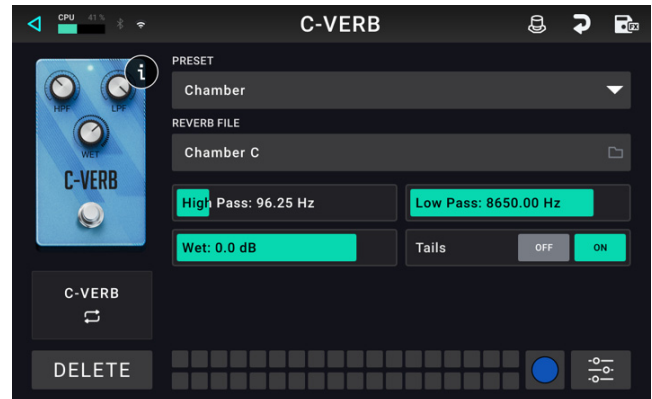 CPU 41 %
C-VERB
FX
PRESET
Chamber
REVERB FILE
Chamber C
i
HPF LPF
WET
C-VERB
High Pass: 96.25 Hz
Low Pass: 8650.00 Hz
Wet: 0.0 dB
Tails OFF ON
C-VERB
DELETE